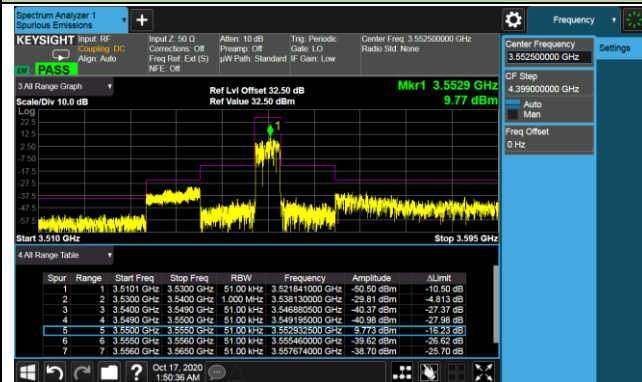 Spectrum Analyzer 1
Spurious Emissions
+
Frequency
KEYSIGHT Input: RF Input Z: 50 Ω Atten: 10 dB Trig: Periodic Center Freq: 3.552500000 GHz
Coupling: DC Corrections: Off Preamp: Off Gate: LO Radio Std: None
Align: Auto Freq Ref: Ext (S) µW Path: Standard IF Gain: Low
PASS NFE: Off
3 All Range Graph
Ref Lvl Offset 32.50 dB Mkr1 3.5529 GHz
Scale/Div 10.0 dB Ref Value 32.50 dBm 9.77 dBm
Log
22.5
12.5
2.50
-7.50
-17.5
-27.5
-37.5
-47.5
-57.5
1
Start 3.510 GHz Stop 3.595 GHz
4 All Range Table
Spur Range Start Freq Stop Freq RBW Frequency Amplitude ΔLimit
1 1 3.5101 GHz 3.5300 GHz 51.00 kHz 3.521841000 GHz -50.50 dBm -10.50 dB
2 2 3.5300 GHz 3.5400 GHz 1.000 MHz 3.538130000 GHz -29.81 dBm -4.813 dB
3 3 3.5400 GHz 3.5490 GHz 51.00 kHz 3.546880500 GHz -40.37 dBm -27.37 dB
4 4 3.5490 GHz 3.5500 GHz 51.00 kHz 3.549195000 GHz -40.98 dBm -27.98 dB
5 5 3.5500 GHz 3.5550 GHz 51.00 kHz 3.552932500 GHz 9.773 dBm -16.23 dB
6 6 3.5550 GHz 3.5560 GHz 51.00 kHz 3.555460000 GHz -39.62 dBm -26.62 dB
7 7 3.5560 GHz 3.5650 GHz 51.00 kHz 3.557674000 GHz -38.70 dBm -25.70 dB
Center Frequency
3.552500000 GHz
Settings
CF Step
4.399000000 GHz
Auto
Man
Freq Offset
0 Hz
? Oct 17, 2020
1:50:36 AM